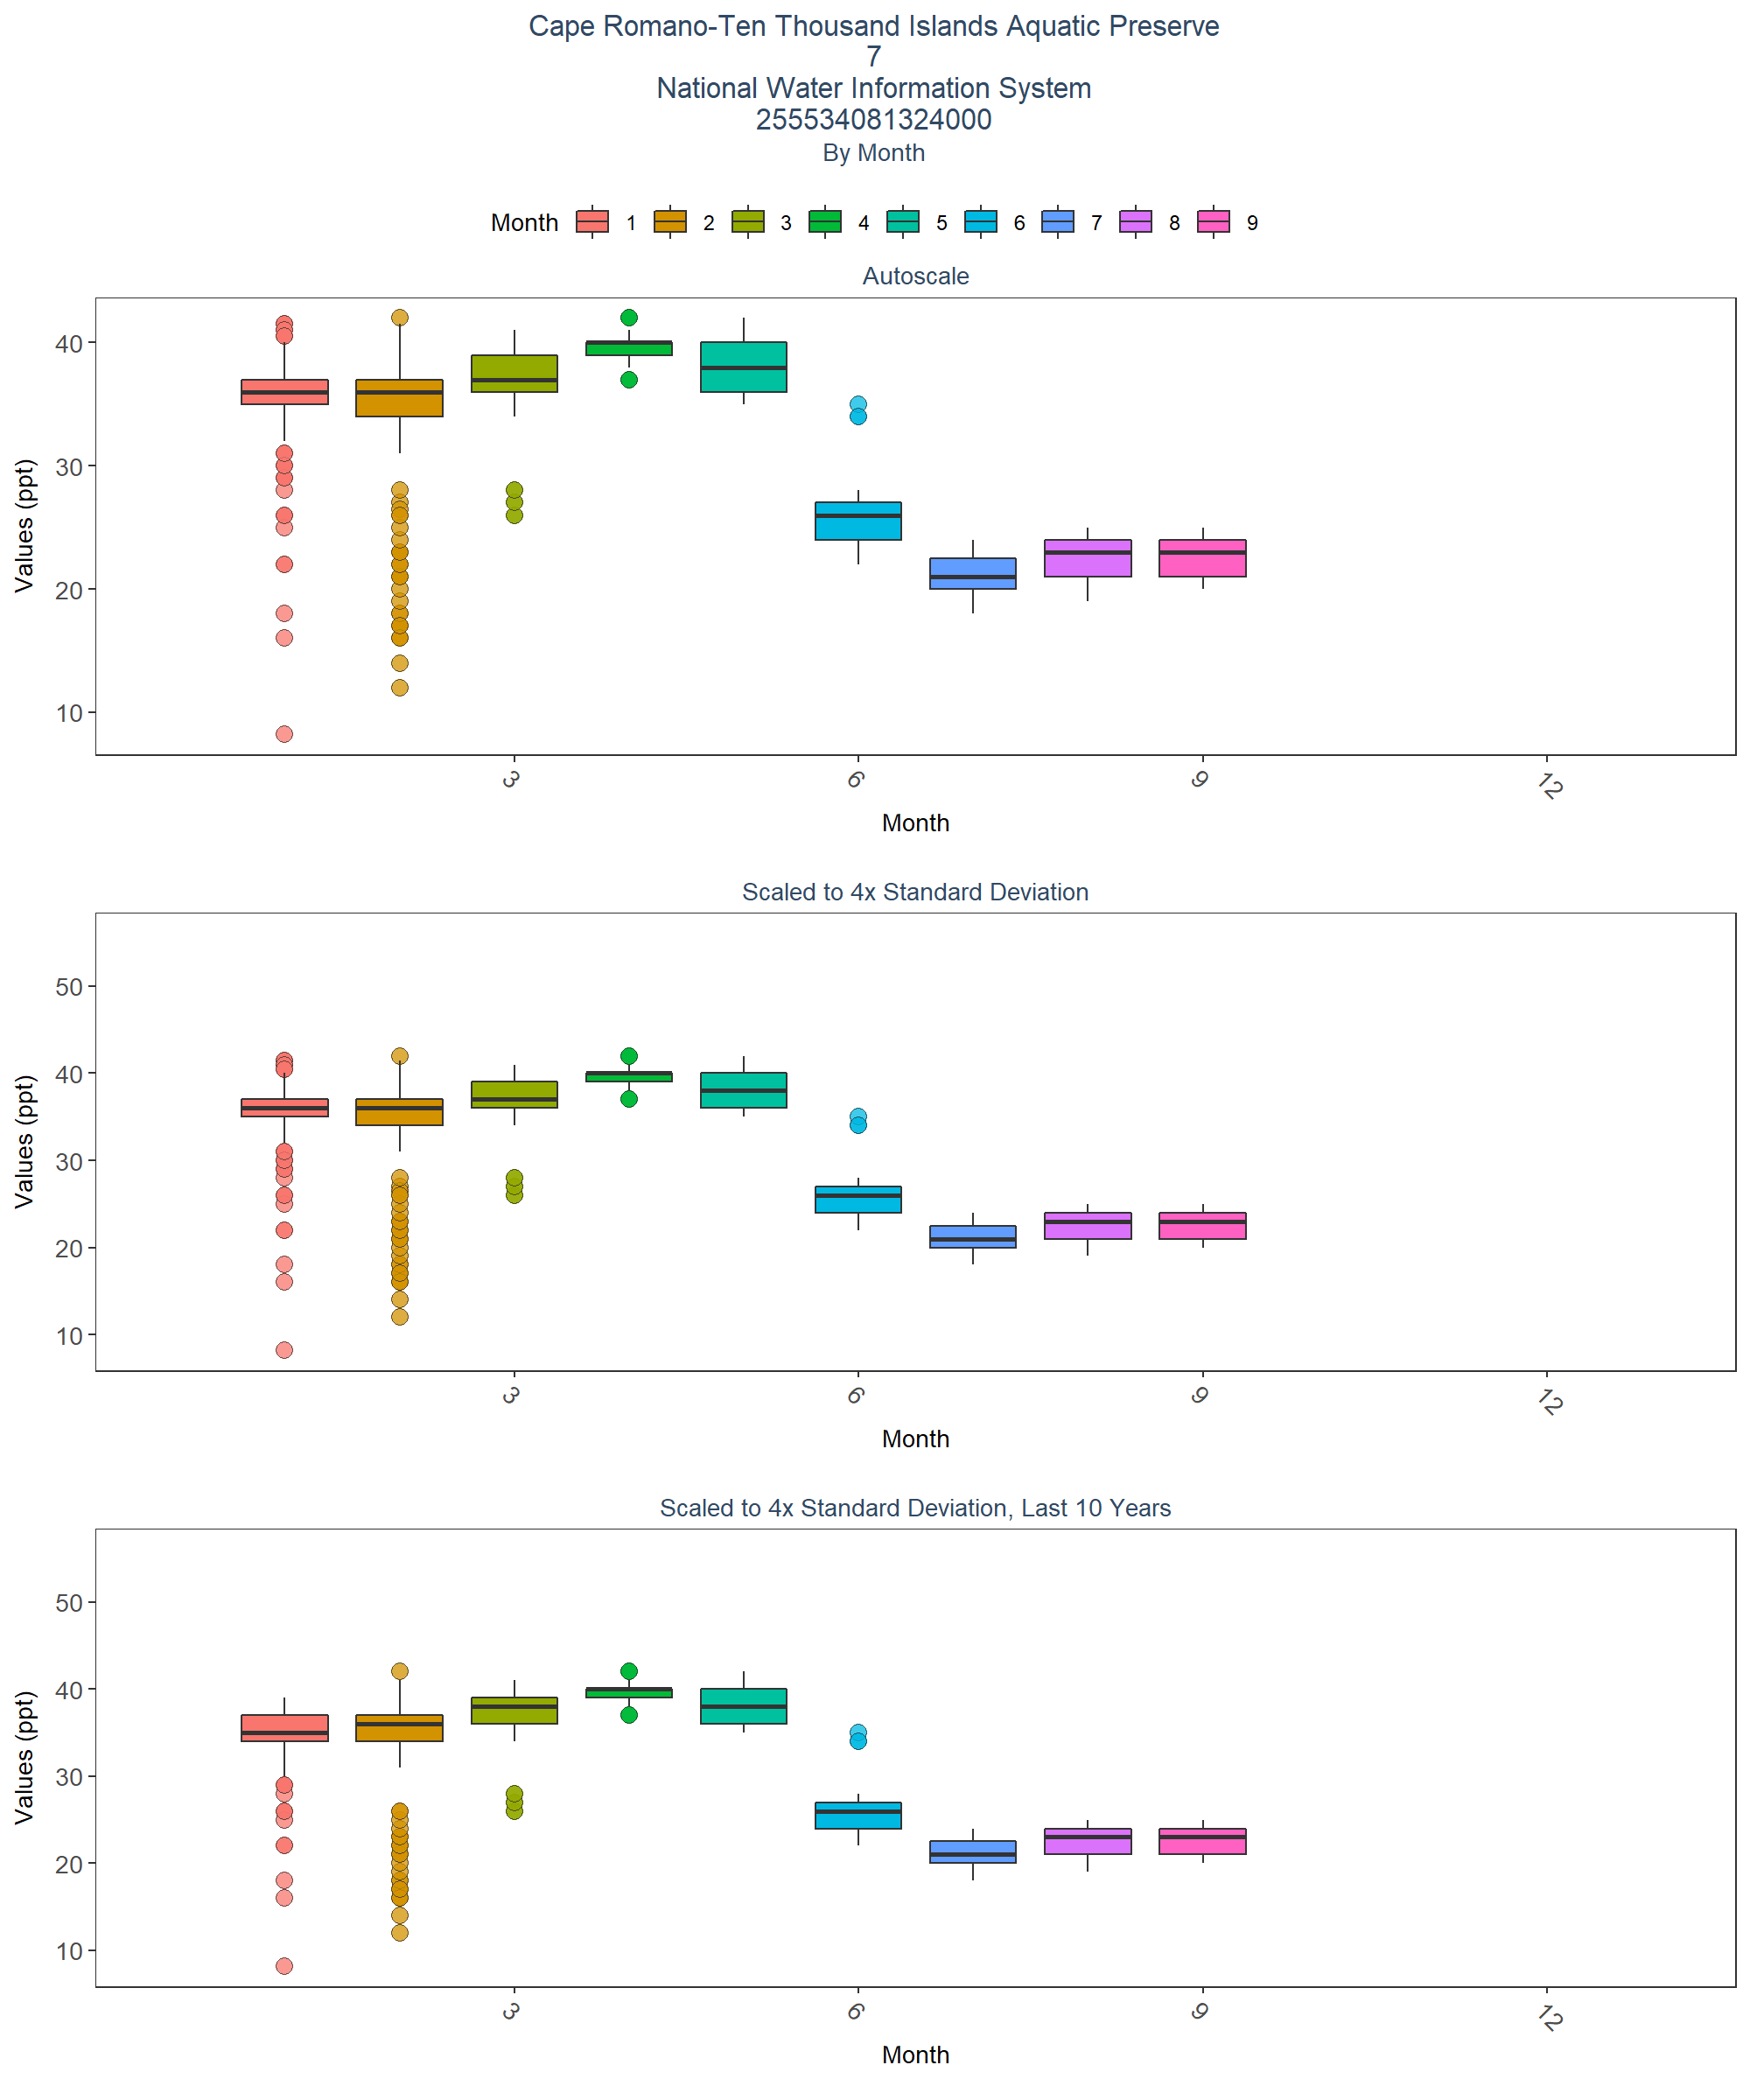 Cape Romano-Ten Thousand Islands Aquatic Preserve
7
National Water Information System
255534081324000
By Month
Month 1 2 3 4 5 6 7 8 9
Autoscale
40
30
20
10
Values (ppt)
3 6 9 12
Month
Scaled to 4x Standard Deviation
50
40
30
20
10
Values (ppt)
3 6 9 12
Month
Scaled to 4x Standard Deviation, Last 10 Years
50
40
30
20
10
Values (ppt)
3 6 9 12
Month